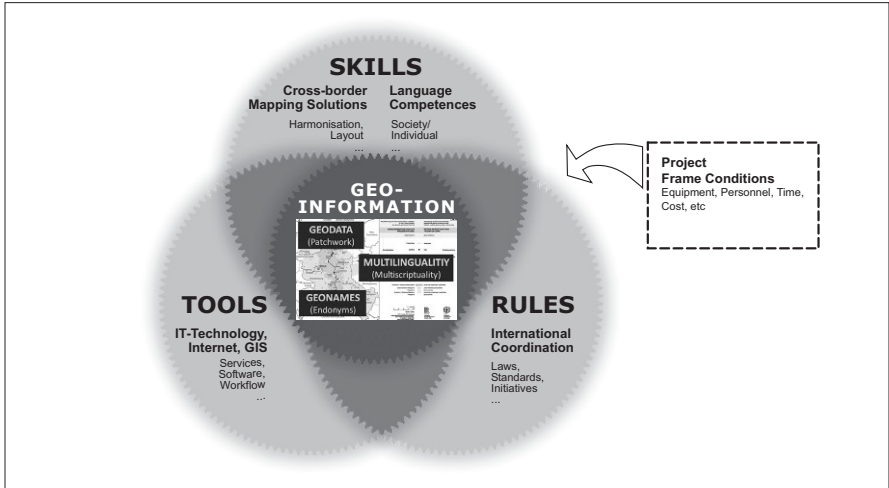 SKILLS
Cross-border
Mapping Solutions
Harmonisation,
Layout
...
Language
Competences
Society/
Individual
...
GEO-
INFORMATION
GEODATA
(Patchwork)
MULTILINGUALITIY
(Multiscriptuality)
GEONAMES
(Endonyms)
TOOLS
IT-Technology,
Internet, GIS
Services,
Software,
Workflow
...
RULES
International
Coordination
Laws,
Standards,
Initiatives
...
Project
Frame Conditions
Equipment, Personnel, Time,
Cost, etc